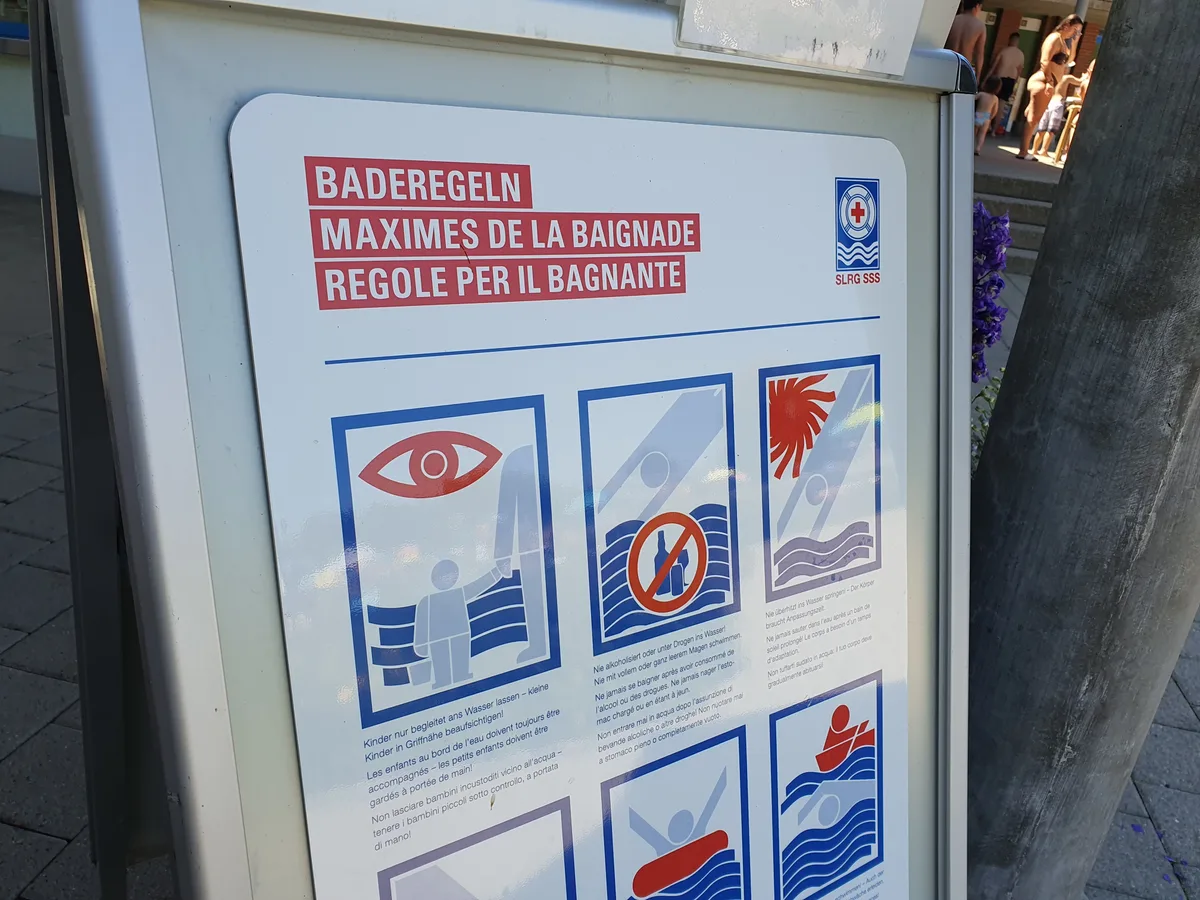 BADEREGELN
MAXIMES DE LA BAIGNADE
REGOLE PER IL BAGNANTE
SLRG SSS
Kinder nur begleitet ans Wasser lassen – kleine
Kinder in Griffnähe beaufsichtigen!
Les enfants au bord de l'eau doivent toujours être
accompagnés – les petits enfants doivent être
gardés à portée de main!
Non lasciare bambini incustoditi vicino all'acqua –
tenere i bambini piccoli sotto controllo, a portata
di mano!
Nie alkoholisiert oder unter Drogen ins Wasser!
Nie mit vollem oder ganz leerem Magen schwimmen.
Ne jamais se baigner après avoir consommé de
l'alcool ou des drogues. Ne jamais nager l'esto-
mac chargé ou en étant à jeun.
Non entrare mai in acqua dopo l'assunzione di
bevande alcoliche o altre droghe! Non nuotare mai
a stomaco pieno o completamente vuoto.
Nie überhitzt ins Wasser springen! – Der Körper
braucht Anpassungszeit.
Ne jamais sauter dans l'eau après un bain de
soleil prolongé! Le corps a besoin d'un temps
d'adaptation.
Non tuffarti sudato in acqua: il tuo corpo deve
gradualmente abituarsi!